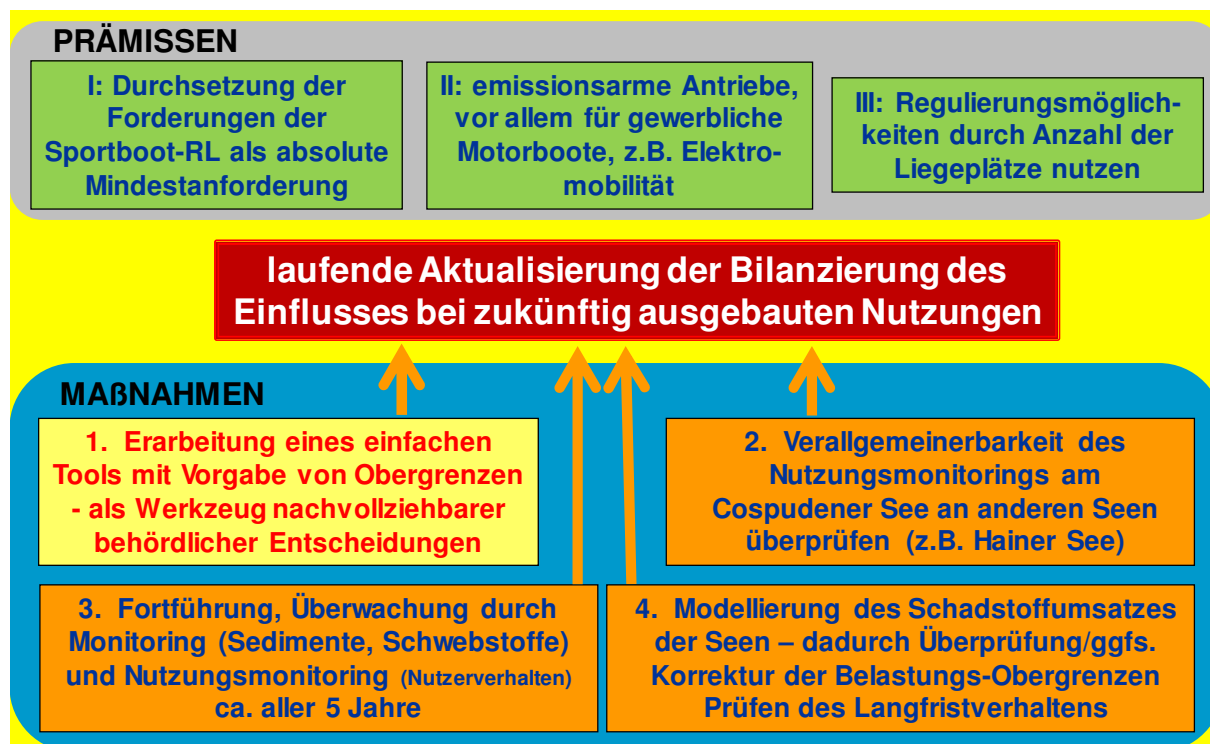 PRÄMISSEN
I: Durchsetzung der
Forderungen der
Sportboot-RL als absolute
Mindestanforderung
II: emissionsarme Antriebe,
vor allem für gewerbliche
Motorboote, z.B. Elektro-
mobilität
III: Regulierungsmöglich-
keiten durch Anzahl der
Liegeplätze nutzen
laufende Aktualisierung der Bilanzierung des
Einflusses bei zukünftig ausgebauten Nutzungen
MAßNAHMEN
1. Erarbeitung eines einfachen
Tools mit Vorgabe von Obergrenzen
- als Werkzeug nachvollziehbarer
behördlicher Entscheidungen
2. Verallgemeinerbarkeit des
Nutzungsmonitorings am
Cospudener See an anderen Seen
überprüfen (z.B. Hainer See)
3. Fortführung, Überwachung durch
Monitoring (Sedimente, Schwebstoffe)
und Nutzungsmonitoring (Nutzerverhalten)
ca. aller 5 Jahre
4. Modellierung des Schadstoffumsatzes
der Seen – dadurch Überprüfung/ggfs.
Korrektur der Belastungs-Obergrenzen
Prüfen des Langfristverhaltens